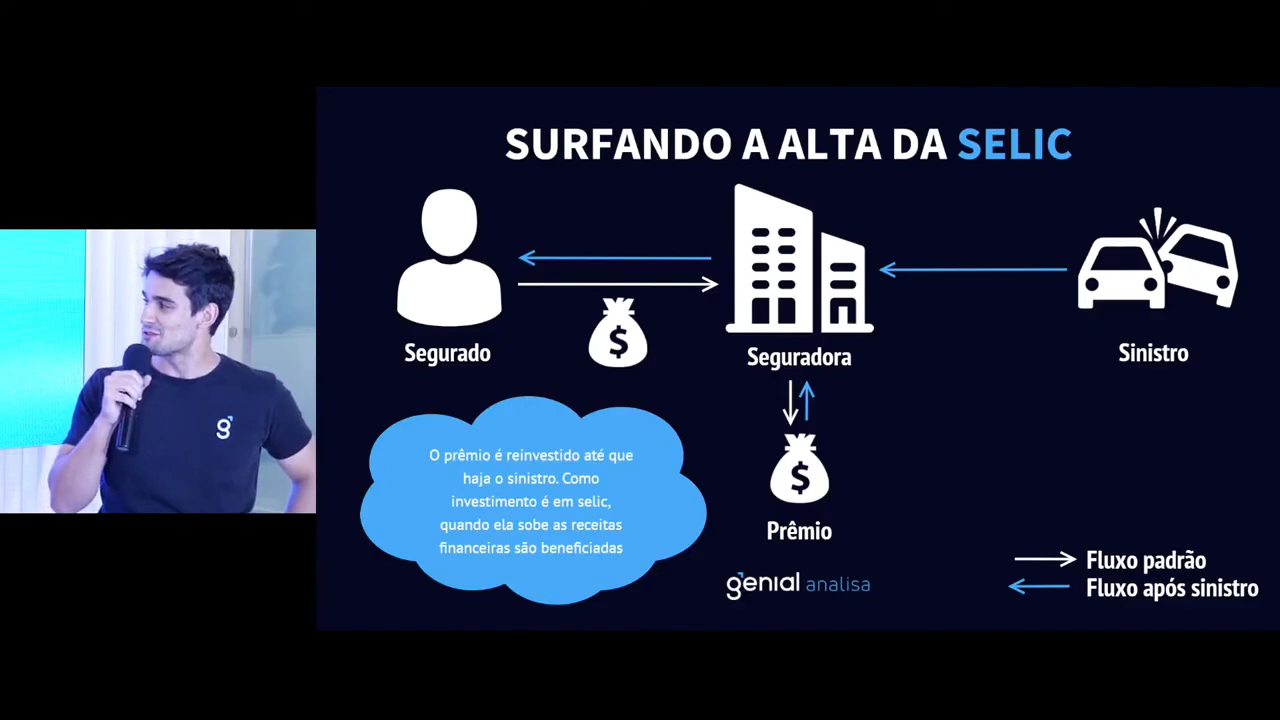 SURFANDO A ALTA DA SELIC
Segurado
$
Seguradora
Sinistro
O prêmio é reinvestido até que
haja o sinistro. Como
investimento é em selic,
quando ela sobe as receitas
financeiras são beneficiadas
$
Prêmio
genial analisa
Fluxo padrão
Fluxo após sinistro
g